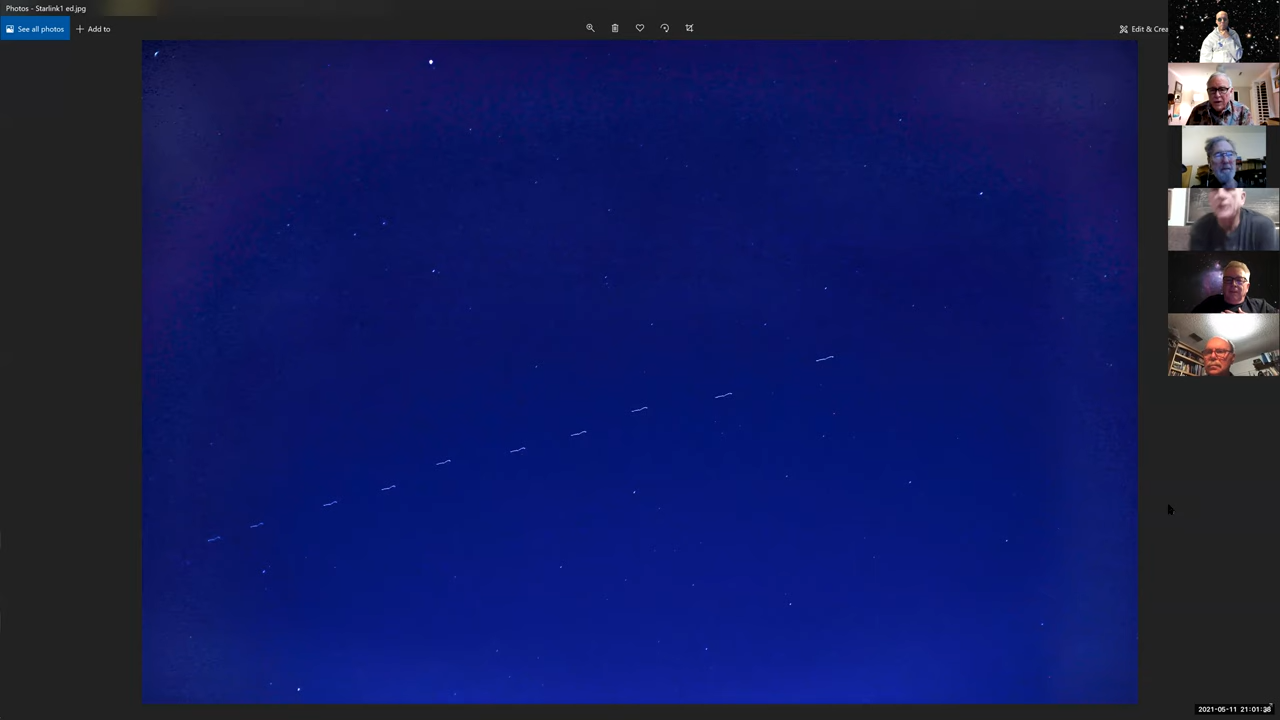 Photos - Starlink1 ed.jpg
See all photos
Add to
Edit & Crea
2021-05-11 21:01:38